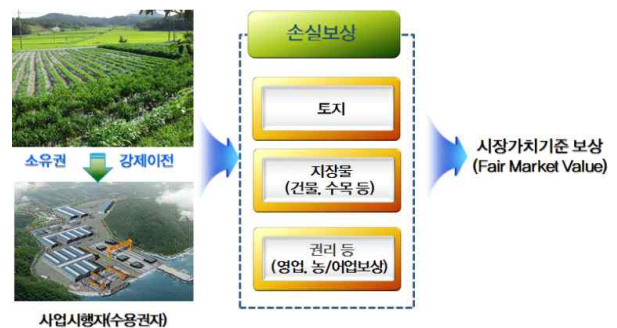 손실보상
토지
소유권 강제이전
지장물
(건물, 수목 등)
권리 등
(영업, 농/어업보상)
시장가치기준 보상
(Fair Market Value)
사업시행자(수용권자)